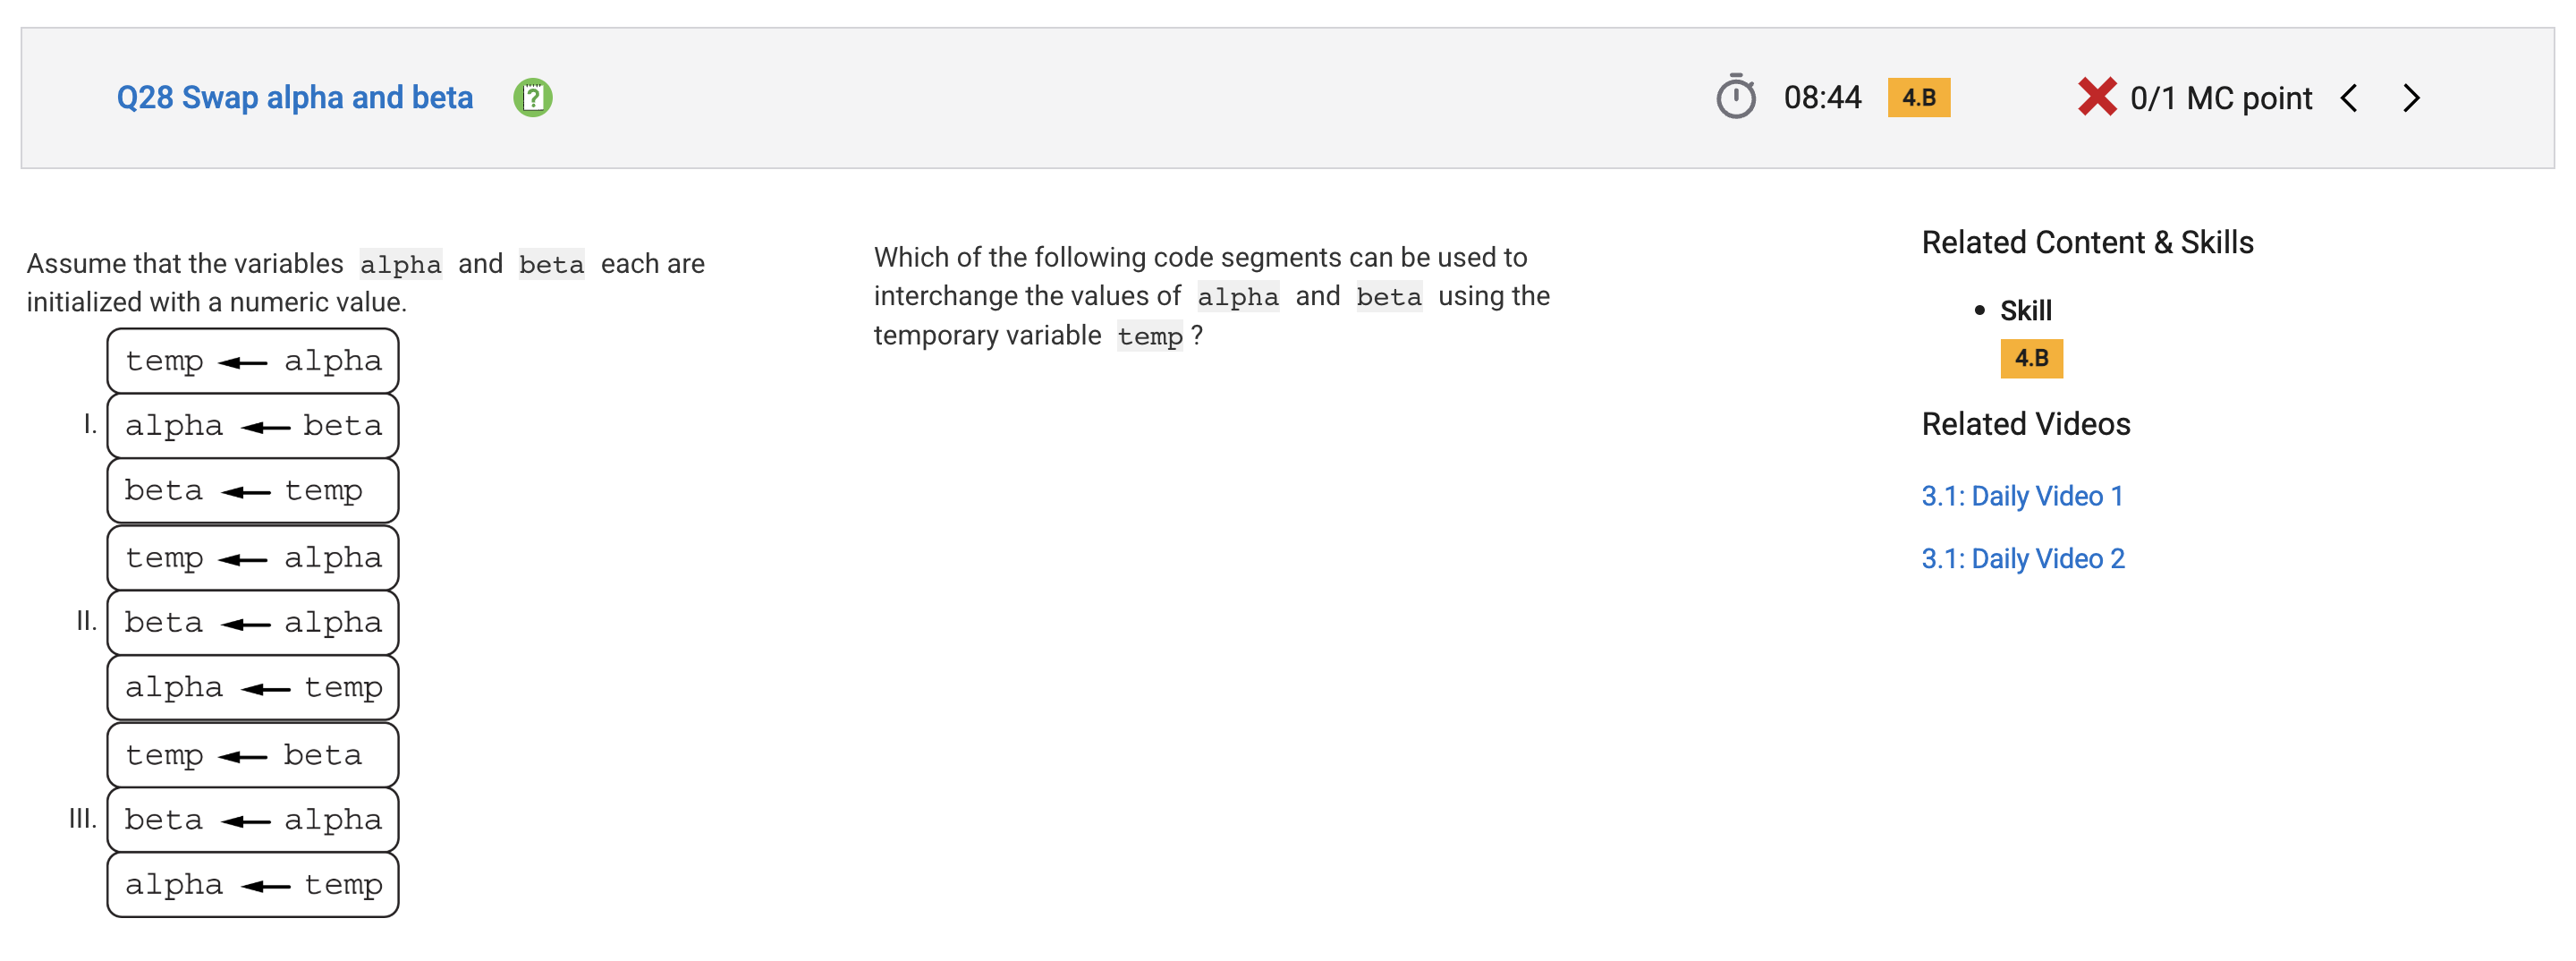 Q28 Swap alpha and beta
08:44 4.B 0/1 MC point
Assume that the variables alpha and beta each are
initialized with a numeric value.
temp ← alpha
I. alpha ← beta
beta ← temp
temp ← alpha
II. beta ← alpha
alpha ← temp
temp ← beta
III. beta ← alpha
alpha ← temp
Which of the following code segments can be used to
interchange the values of alpha and beta using the
temporary variable temp ?
Related Content & Skills
• Skill
4.B
Related Videos
3.1: Daily Video 1
3.1: Daily Video 2